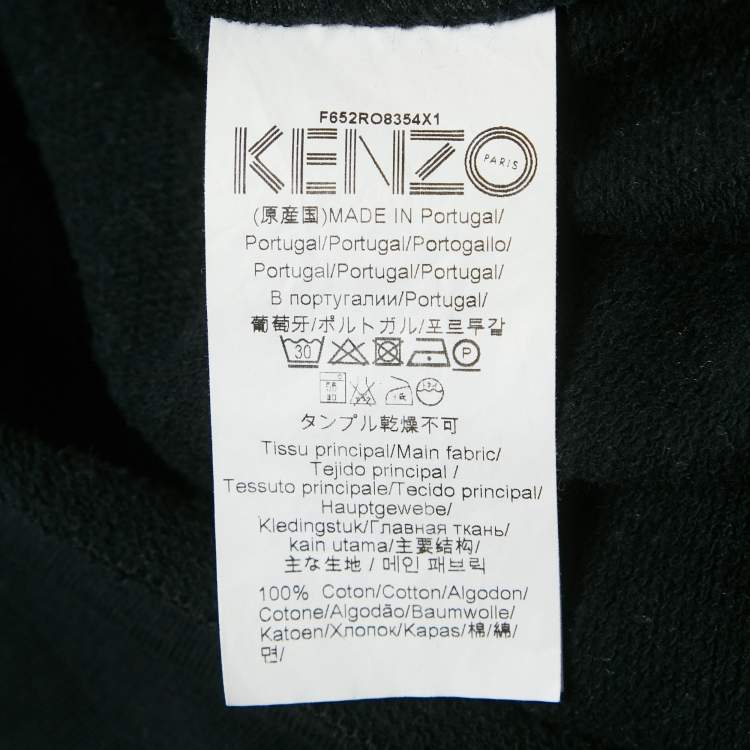 F652RO8354X1
KENZO PARIS
(原産国)MADE IN Portugal/
Portugal/Portugal/Portogallo/
Portugal/Portugal/Portugal/
В португалии/Portugal/
葡萄牙/ポルトガル/포르투갈
30 P
タンプル乾燥不可
Tissu principal/Main fabric/
Tejido principal /
Tessuto principale/Tecido principal/
Hauptgewebe/
Kledingstuk/Главная ткань/
kain utama/主要结构/
主な生地 / 메인 패브릭
100% Coton/Cotton/Algodon/
Cotone/Algodão/Baumwolle/
Katoen/Хлопок/Kapas/棉/綿/
면/